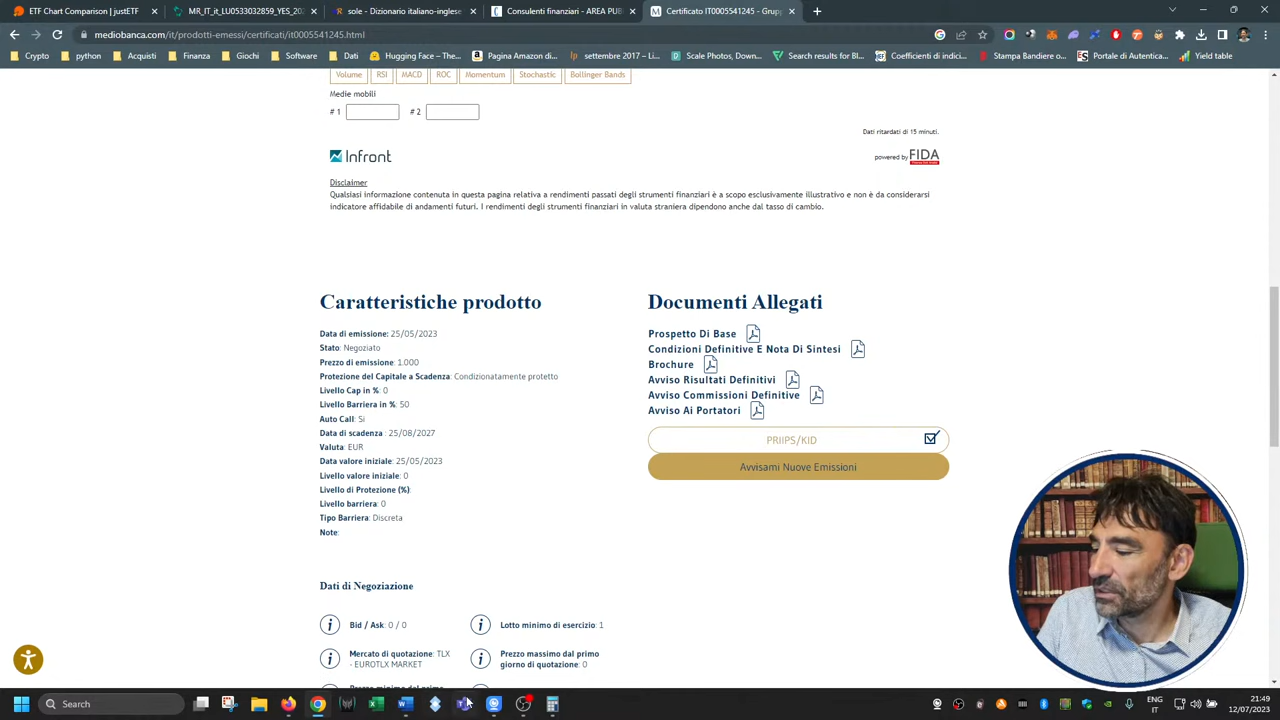 ETF Chart Comparison | justETF
MR_IT_it_LU0533032859_YES_20
Analysis chart certificati - AREA PUB
IT0005541245 - Grup
mediobanca.com/it/prodotti-emessi/certificati/it0005541245.html
Crypto
Acquisti
Finanza
Gessi
Dati
Hugging Face – The...
Pagina Amazon di...
settembre 2017 – Li...
Scale Photos, Down...
Search results for Bl...
Coefficienti di indici...
Stampa Bandiere o...
Portale di Autentica...
Yield table
Volume
RSI
MACD
ROC
Momentum
Stochastic
Bollinger Bands
Medie mobili
# 1
# 2
Dati ritardati di 15 minuti.
Infront
powered by FIDA
Disclaimer
Qualsiasi informazione contenuta in questa pagina relativa a rendimenti passati degli strumenti finanziari è a scopo esclusivamente illustrativo e non è da considerarsi
indicatore affidabile di andamenti futuri. I rendimenti degli strumenti finanziari in valuta straniera dipendono anche dal tasso di cambio.
Caratteristiche prodotto
Data di emissione: 25/05/2023
Stato: Negoziato
Prezzo di emissione: 1.000
Protezione del Capitale a Scadenza: Condizionatamente protetto
Livello Cap in %: 0
Livello Barriera in %: 50
Auto Call: Si
Data di scadenza : 25/08/2027
Valuta: EUR
Data valore iniziale: 25/05/2023
Livello valore iniziale: 0
Livello di Protezione (%):
Livello barriera: 0
Tipo Barriera: Discreta
Note:
Documenti Allegati
Prospetto Di Base
Condizioni Definitive E Nota Di Sintesi
Brochure
Avviso Risultati Definitivi
Avviso Commissioni Definitive
Avviso Ai Portatori
PRIIPS/KID
Avvisami Nuove Emissioni
Dati di Negoziazione
Bid / Ask: 0 / 0
Lotto minimo di esercizio: 1
Mercato di quotazione: TLX
- EUROTLX MARKET
Prezzo massimo dal primo
giorno di quotazione: 0
Search
ENG
IT
21:49
12/07/2023